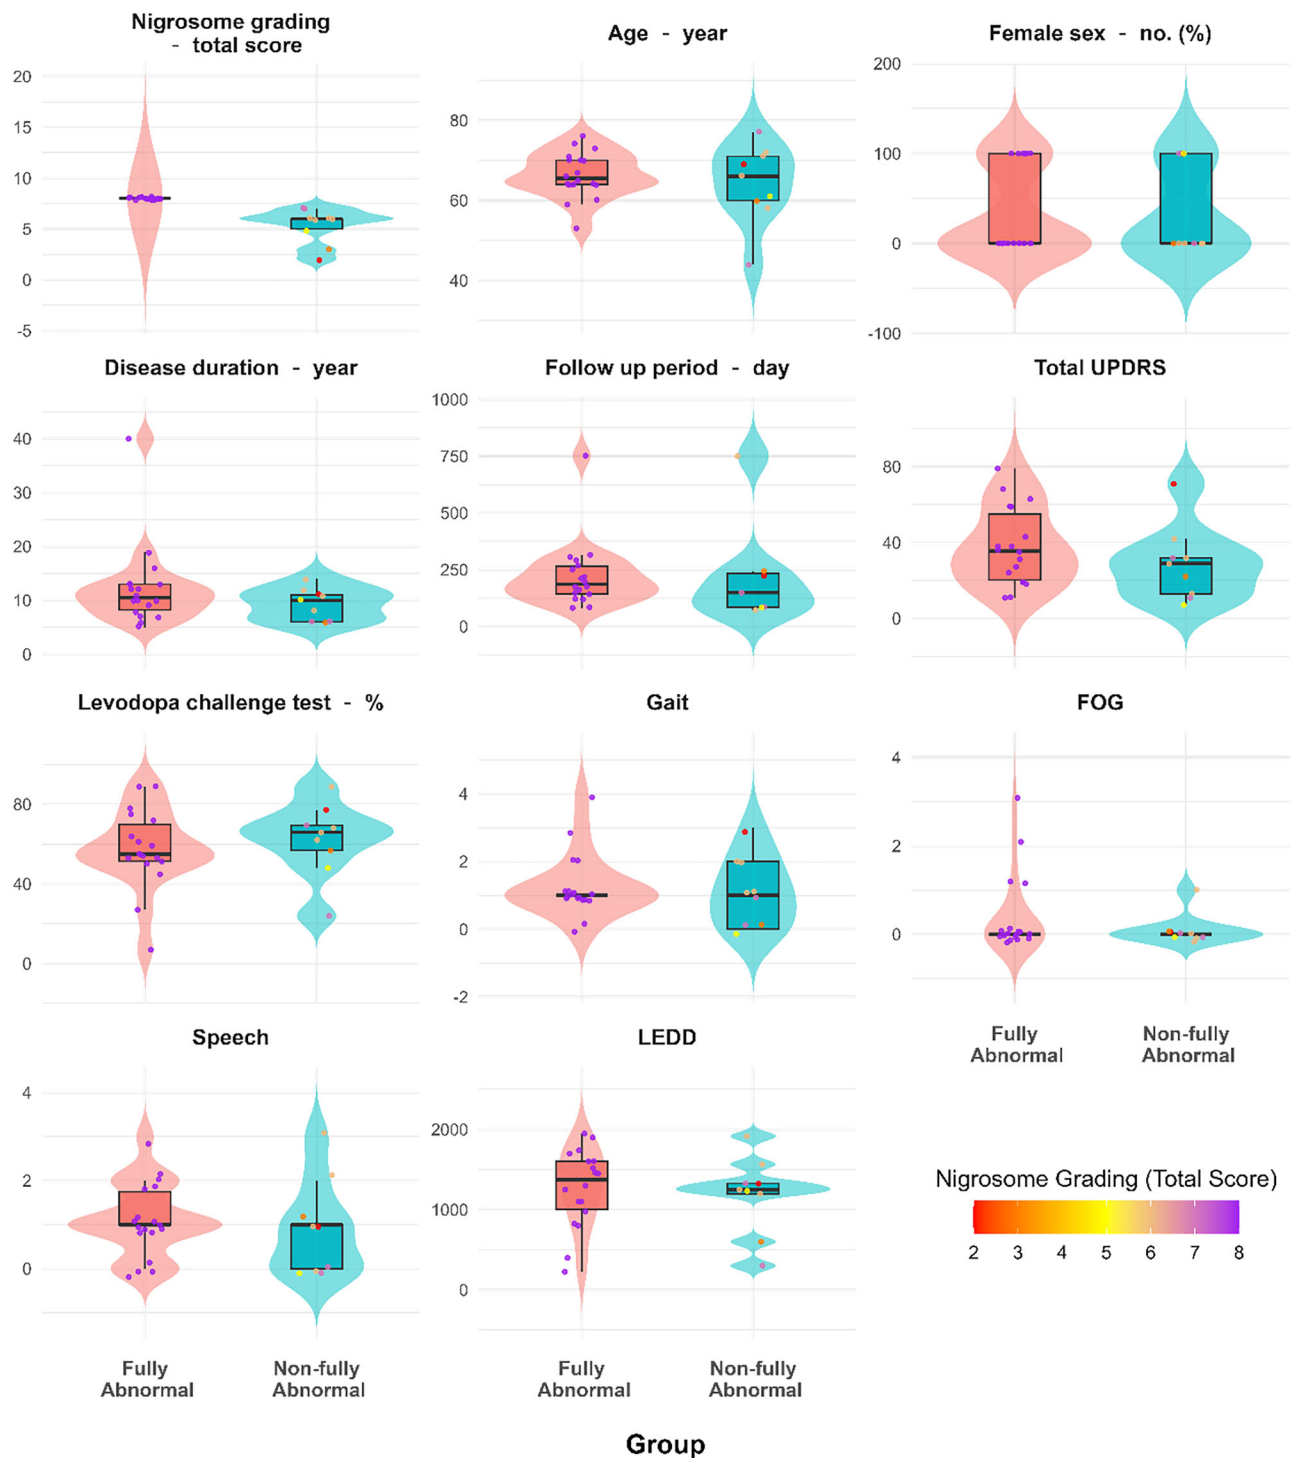 Nigrosome grading
- total score
20
15
10
5
0
-5
Age - year
80
60
40
Female sex - no. (%)
200
100
0
-100
Disease duration - year
40
30
20
10
0
Follow up period - day
1000
750
500
250
0
Total UPDRS
80
40
0
Levodopa challenge test - %
80
40
0
Gait
4
2
0
-2
FOG
4
2
0
Fully
Abnormal
Non-fully
Abnormal
Speech
4
2
0
Fully
Abnormal
Non-fully
Abnormal
LEDD
2000
1000
0
Fully
Abnormal
Non-fully
Abnormal
Nigrosome Grading (Total Score)
2 3 4 5 6 7 8
Group